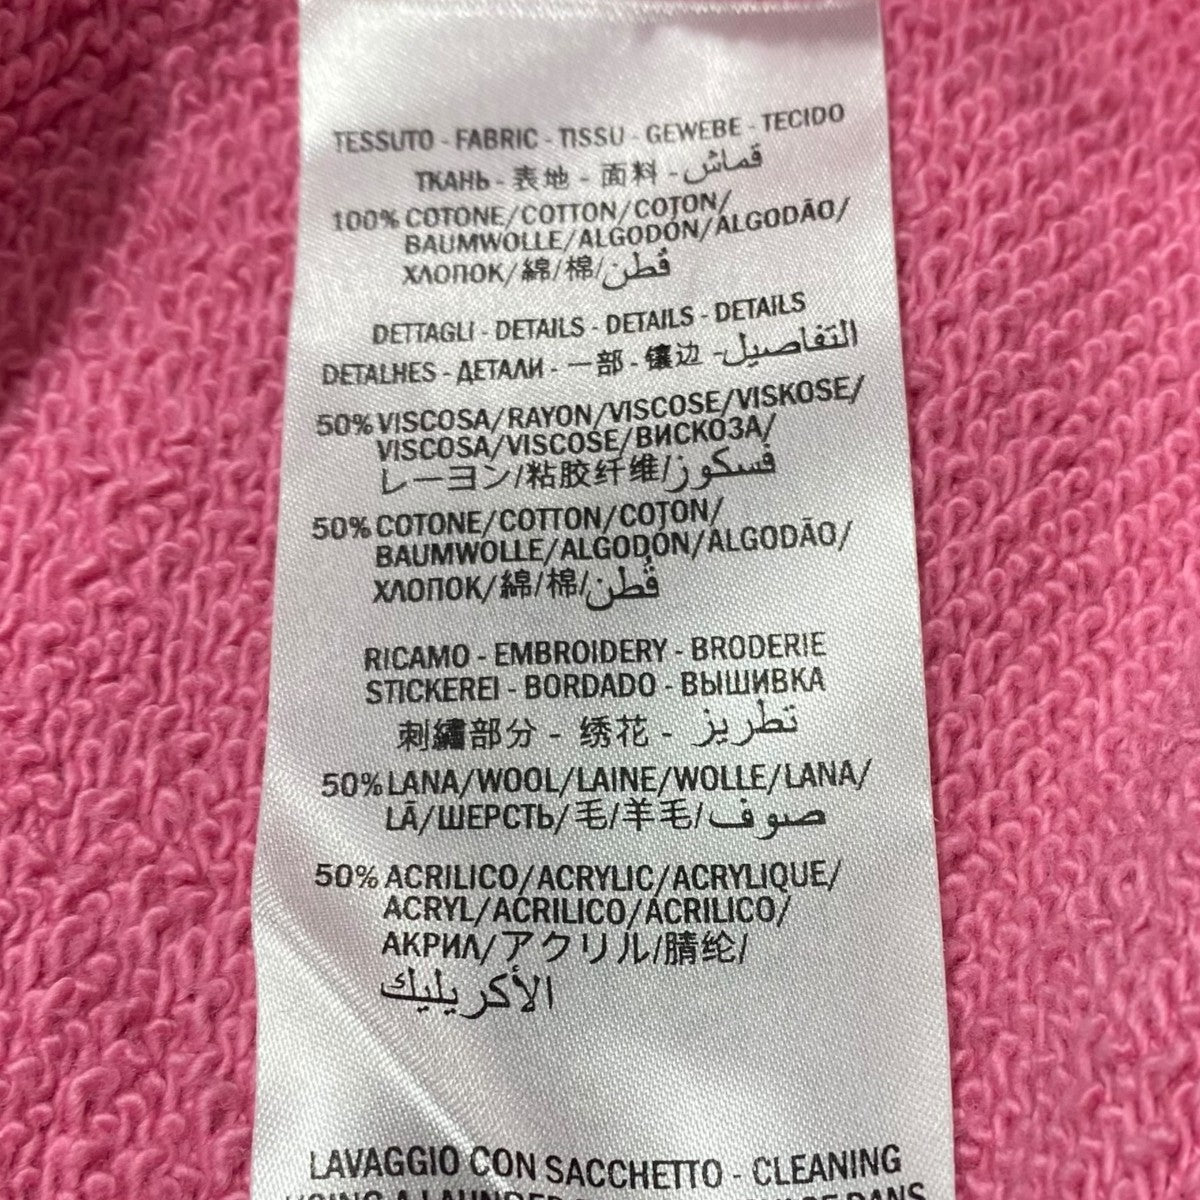 TESSUTO - FABRIC - TISSU - GEWEBE - TECIDO
ТКАНЬ - 表地 - 面料 - قماش
100% COTONE/COTTON/COTON/
BAUMWOLLE/ALGODÓN/ALGODÃO/
ХЛОПОК/綿/棉/قُطن
DETTAGLI - DETAILS - DETAILS - DETAILS
DETALHES - ДЕТАЛИ - 一部 - 镶边 - التفاصيل
50% VISCOSA/RAYON/VISCOSE/VISKOSE/
VISCOSA/VISCOSE/ВИСКОЗА/
レーヨン/粘胶纤维/فسكوز
50% COTONE/COTTON/COTON/
BAUMWOLLE/ALGODÓN/ALGODÃO/
ХЛОПОК/綿/棉/قُطن
RICAMO - EMBROIDERY - BRODERIE
STICKEREI - BORDADO - ВЫШИВКА
刺繍部分 - 绣花 - تطريز
50% LANA/WOOL/LAINE/WOLLE/LANA/
LÃ/ШЕРСТЬ/毛/羊毛/صوف
50% ACRILICO/ACRYLIC/ACRYLIQUE/
ACRYL/ACRILICO/ACRILICO/
АКРИЛ/アクリル/腈纶/
الأكريليك
LAVAGGIO CON SACCHETTO - CLEANING